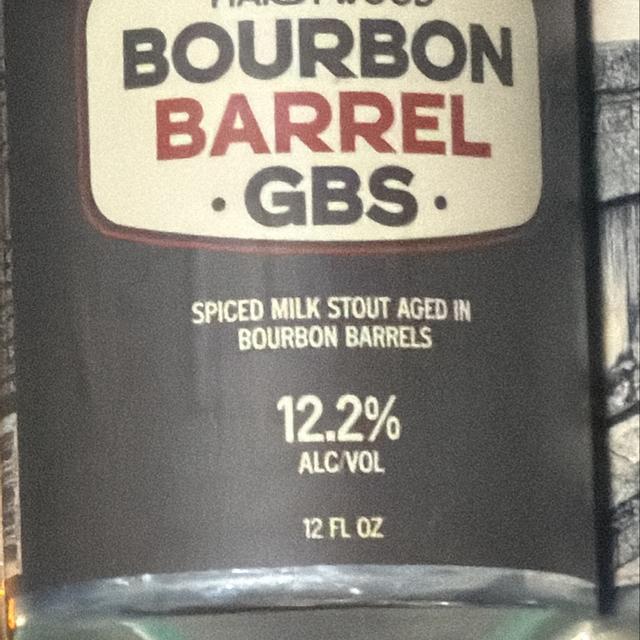 BOURBON
BARREL
· GBS ·
SPICED MILK STOUT AGED IN
BOURBON BARRELS
12.2%
ALC/VOL
12 FL OZ